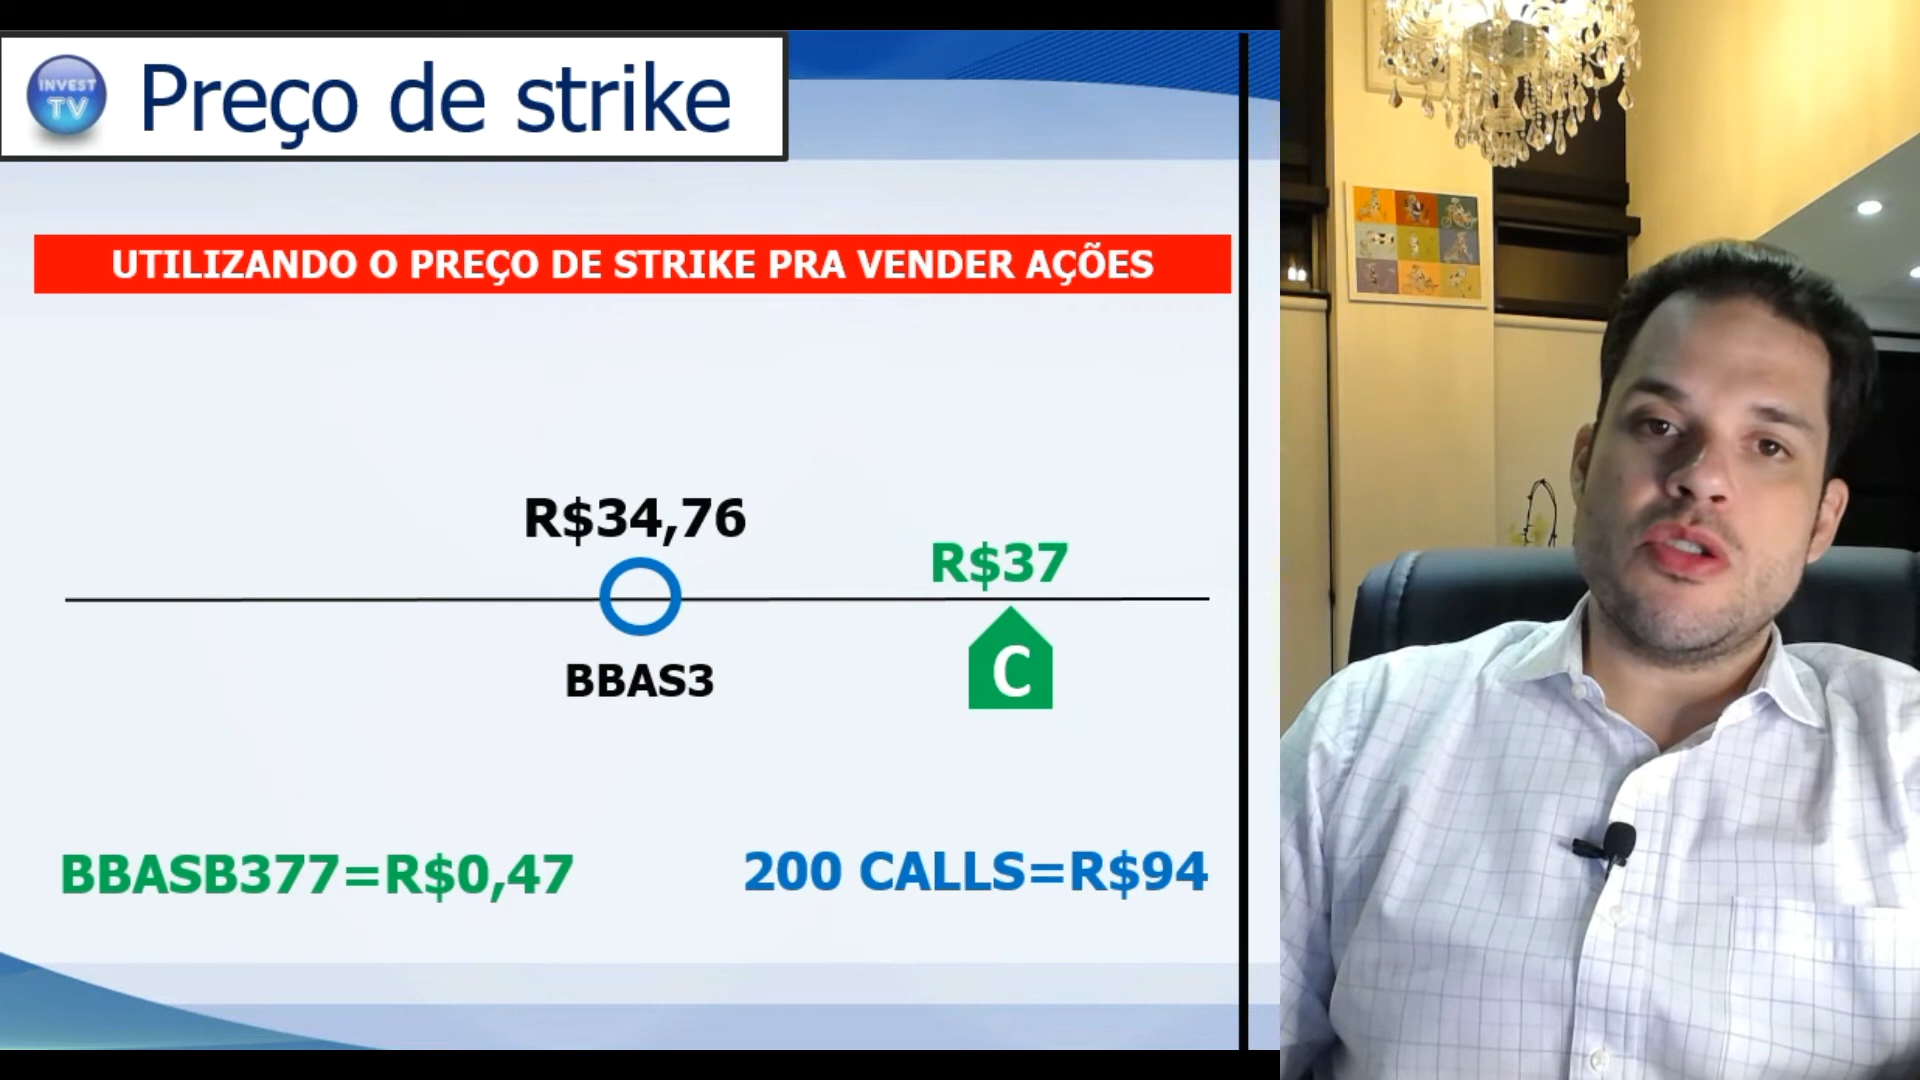 INVEST
TV
Preço de strike
UTILIZANDO O PREÇO DE STRIKE PRA VENDER AÇÕES
R$34,76
R$37
C
BBAS3
BBASB377=R$0,47
200 CALLS=R$94